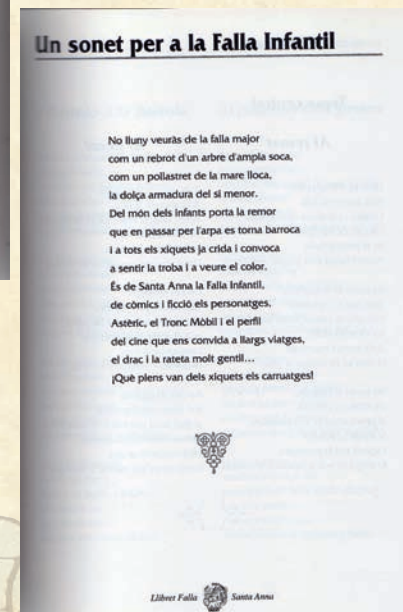 Un sonet per a la Falla Infantil
No lluny veuràs de la falla major
com un rebrot d'un arbre d'ampla soca,
com un pollastret de la mare lloca,
la dolça armadura del si menor.
Del món dels infants porta la remor
que en passar per l'arpa es torna barroca
i a tots els xiquets ja crida i convoca
a sentir la troba i a veure el color.
És de Santa Anna la Falla Infantil,
de còmics i ficció els personatges.
Astèric, el Tronc Mòbil i el perfil
del cine que ens convida a llargs viatges,
el drac i la rateta molt gentil...
¡Què plens van dels xiquets els carruatges!
Llibret Falla Santa Anna